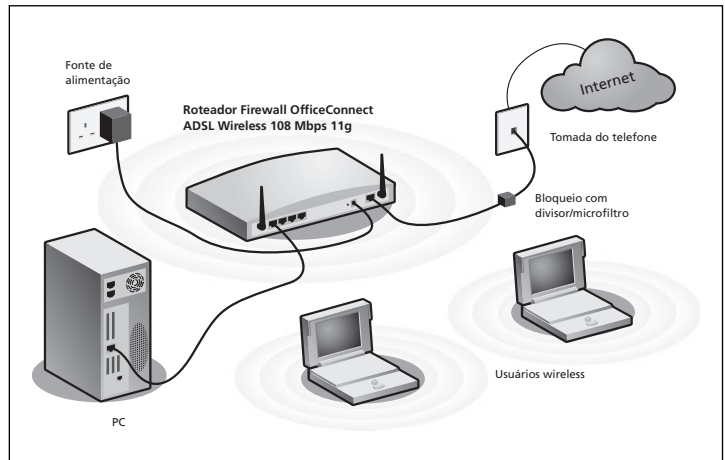 Fonte de
alimentação
Roteador Firewall OfficeConnect
ADSL Wireless 108 Mbps 11g
Internet
Tomada do telefone
Bloqueio com
divisor/microfiltro
Usuários wireless
PC